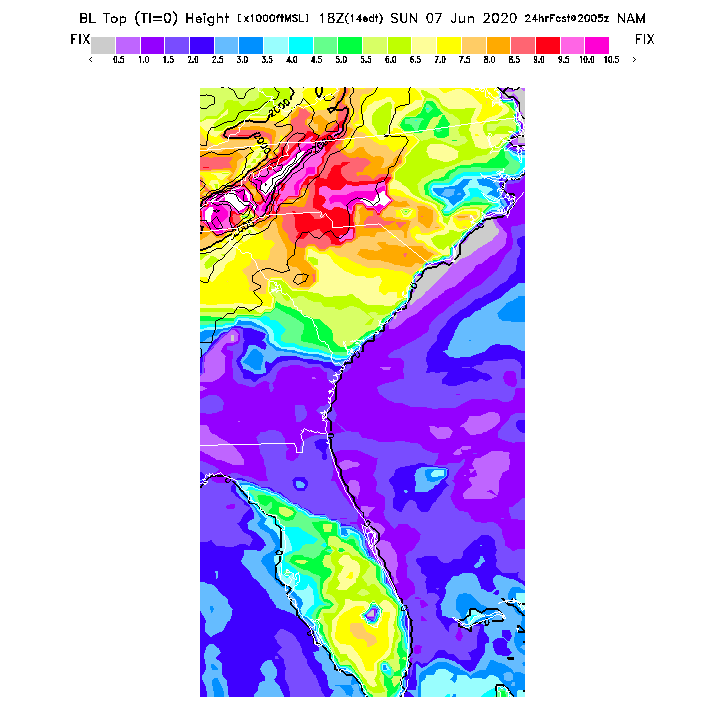 BL Top (TI=0) Height [x1000ftMSL] 18Z(14edt) SUN 07 Jun 2020 24hrFcst@2005z NAM
FIX FIX
< 0.5 1.0 1.5 2.0 2.5 3.0 3.5 4.0 4.5 5.0 5.5 6.0 6.5 7.0 7.5 8.0 8.5 9.0 9.5 10.0 10.5 >
2000
2000